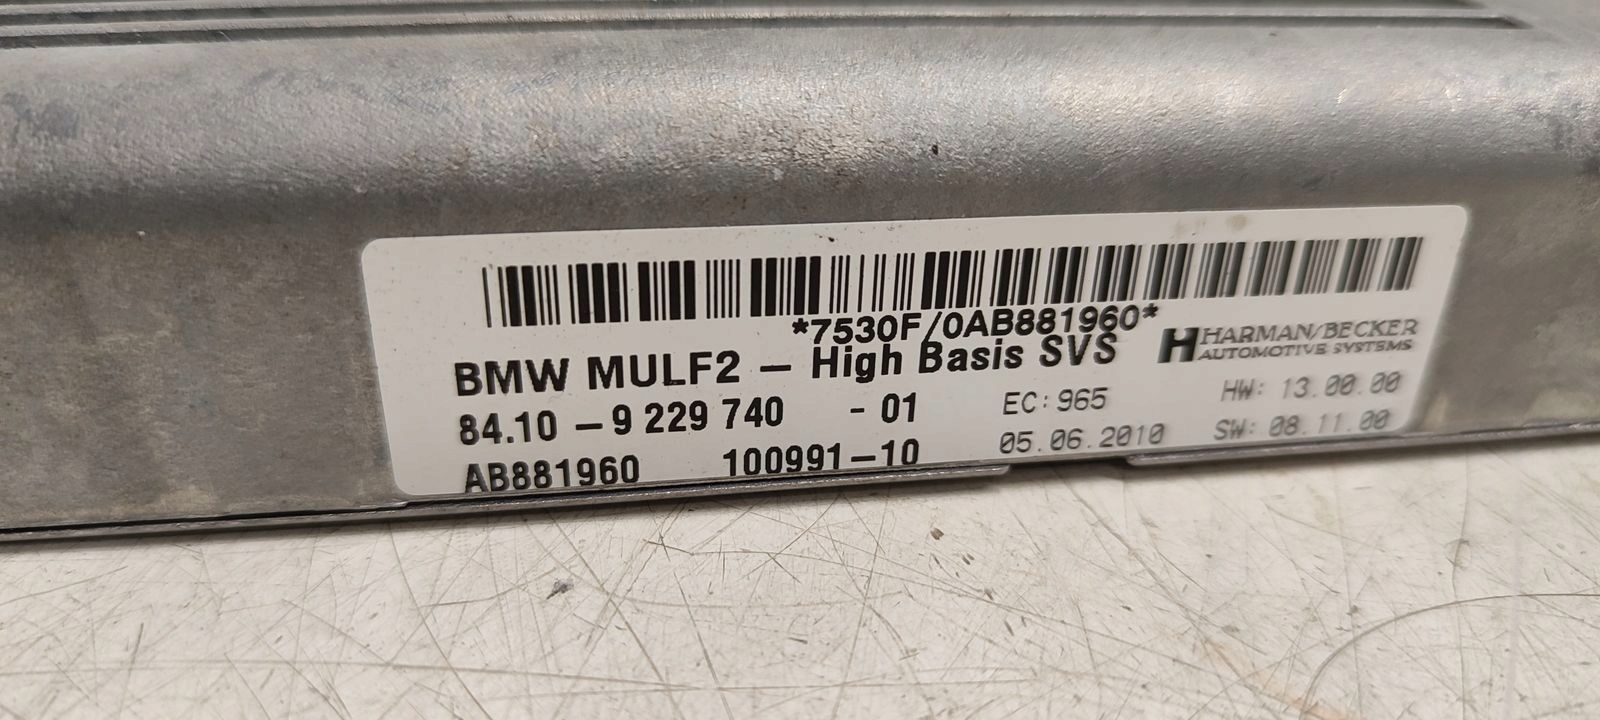 *7530F/0AB881960*
BMW MULF2 – High Basis SVS
HARMAN/BECKER
AUTOMOTIVE SYSTEMS
84.10 – 9 229 740 - 01
EC: 965
HW: 13.00.00
AB881960 100991–10
05.06.2010
SW: 08.11.00